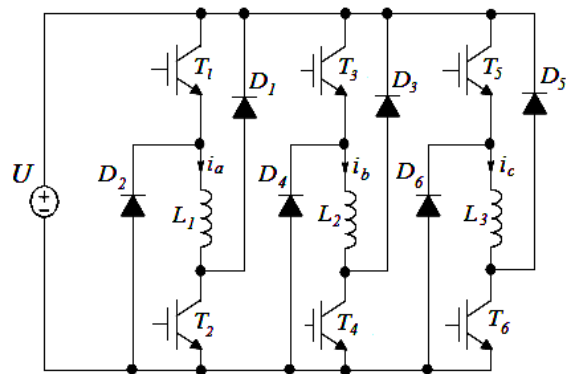 T1 D1 T3 D3 T5 D5
U D2 ia D4 ib D6 ic
L1 L2 L3
T2 T4 T6